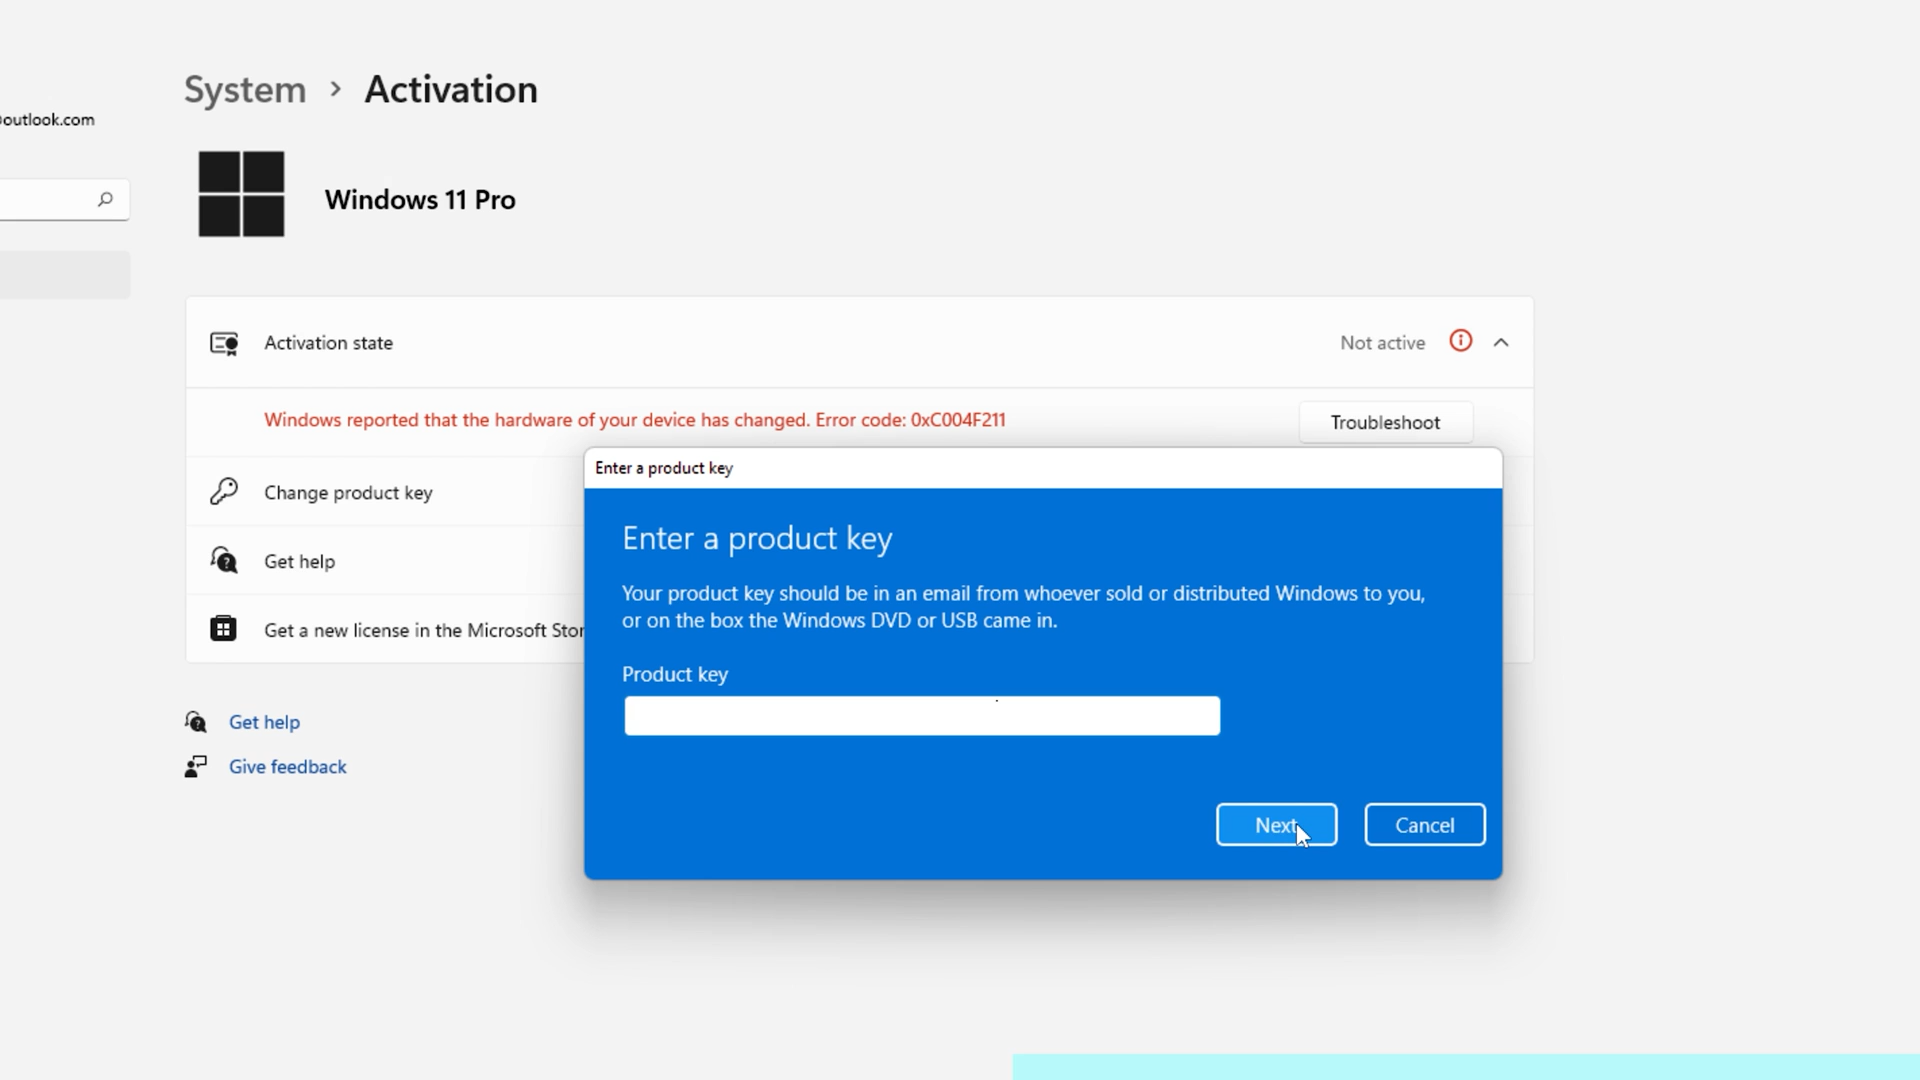 System > Activation
outlook.com
Windows 11 Pro
Activation state
Not active
Windows reported that the hardware of your device has changed. Error code: 0xC004F211
Troubleshoot
Enter a product key
Change product key
Enter a product key
Get help
Your product key should be in an email from whoever sold or distributed Windows to you,
or on the box the Windows DVD or USB came in.
Get a new license in the Microsoft
Product key
Get help
Give feedback
Next
Cancel